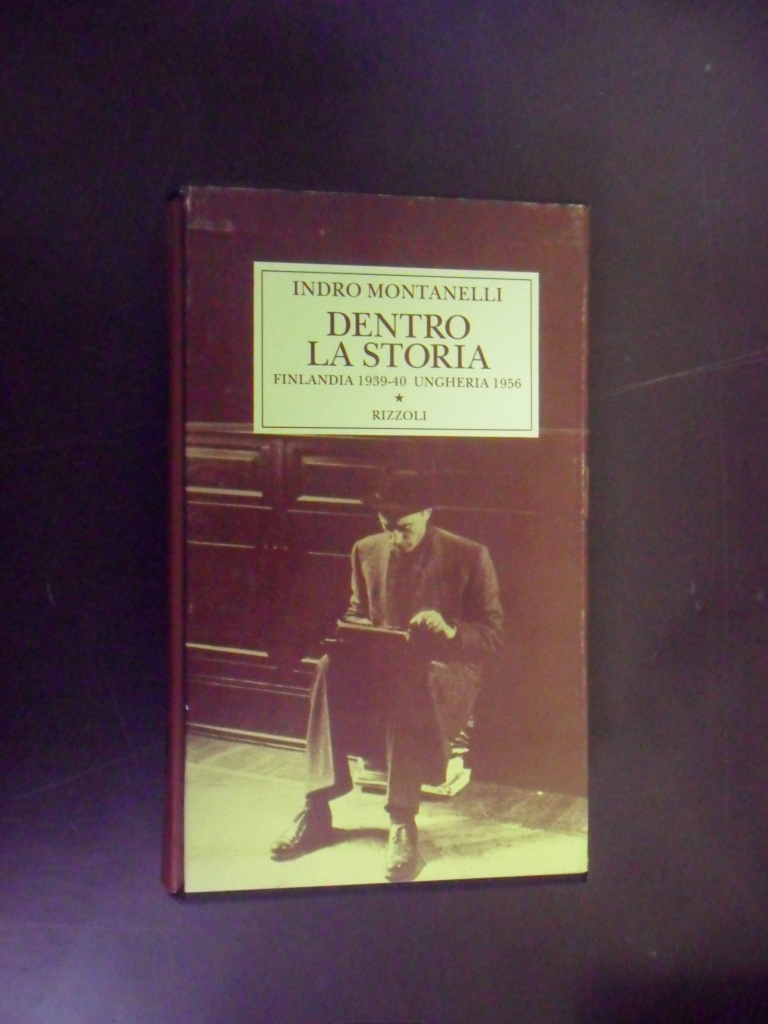 INDRO MONTANELLI
DENTRO
LA STORIA
FINLANDIA 1939-40 UNGHERIA 1956
★
RIZZOLI